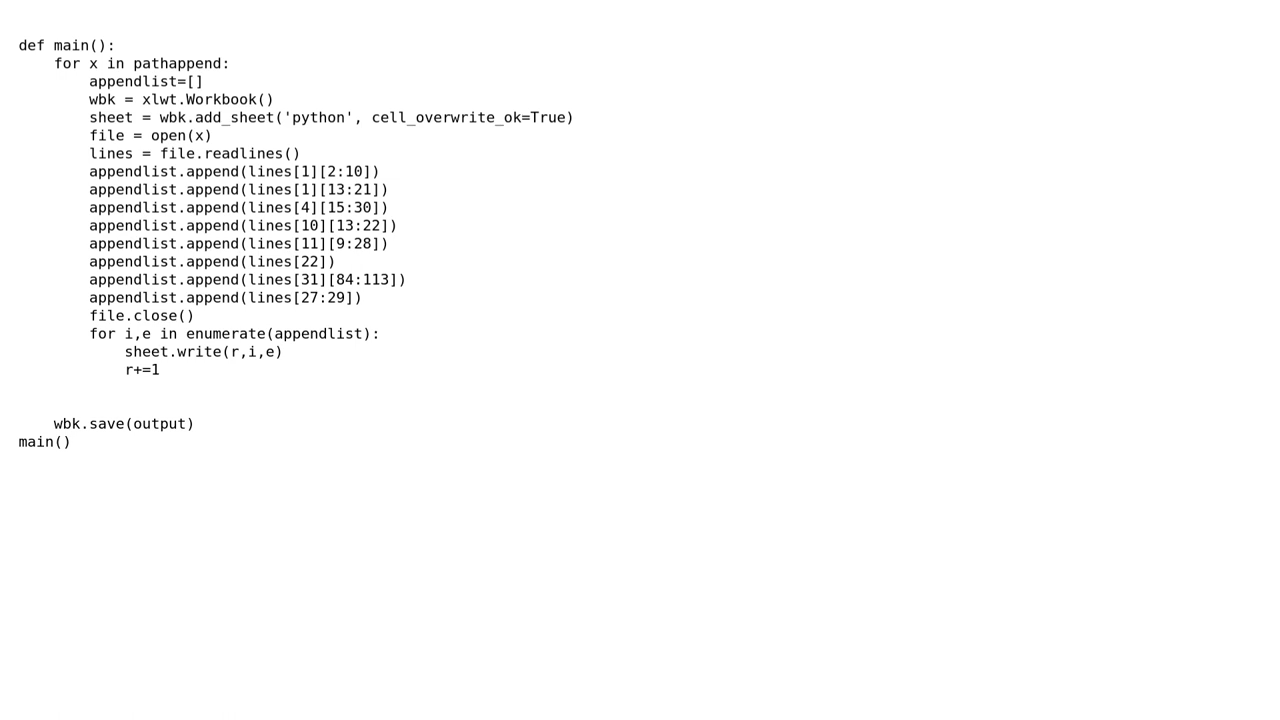 def main():
    for x in pathappend:
        appendlist=[]
        wbk = xlwt.Workbook()
        sheet = wbk.add_sheet('python', cell_overwrite_ok=True)
        file = open(x)
        lines = file.readlines()
        appendlist.append(lines[1][2:10])
        appendlist.append(lines[1][13:21])
        appendlist.append(lines[4][15:30])
        appendlist.append(lines[10][13:22])
        appendlist.append(lines[11][9:28])
        appendlist.append(lines[22])
        appendlist.append(lines[31][84:113])
        appendlist.append(lines[27:29])
        file.close()
        for i,e in enumerate(appendlist):
            sheet.write(r,i,e)
            r+=1
    wbk.save(output)
main()